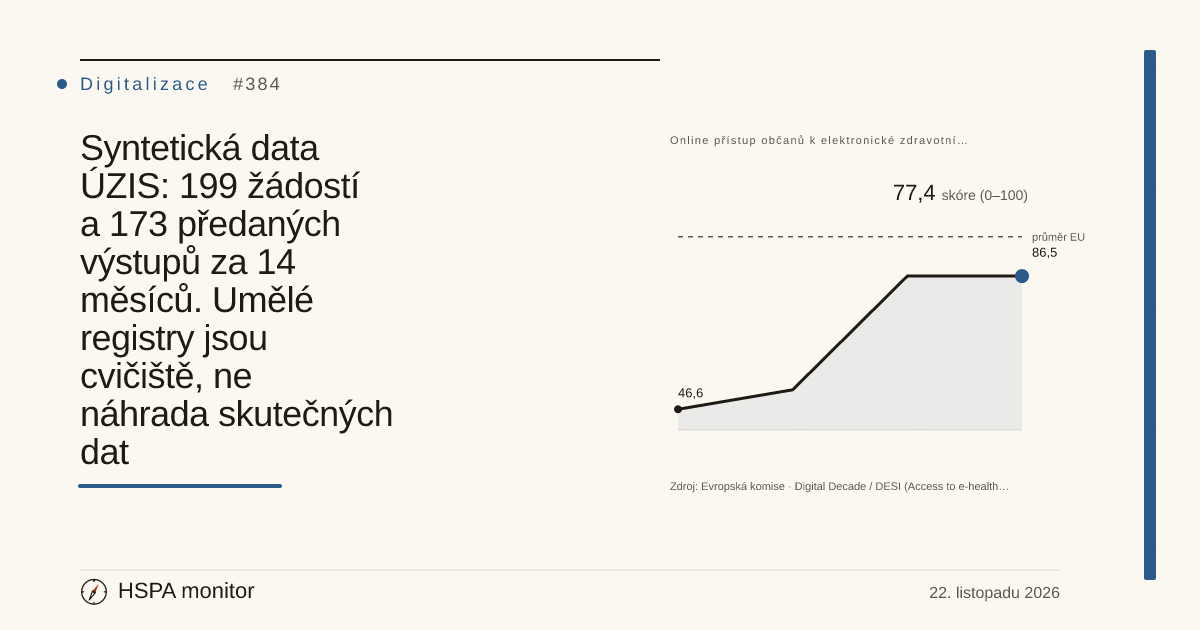 Digitalizace #384
Syntetická data
ÚZIS: 199 žádostí
a 173 předaných
výstupů za 14
měsíců. Umělé
registry jsou
cvičiště, ne
náhrada skutečných
dat
Online přístup občanů k elektronické zdravotní…
77,4 skóre (0–100)
průměr EU
86,5
46,6
Zdroj: Evropská komise · Digital Decade / DESI (Access to e-health…
HSPA monitor
22. listopadu 2026